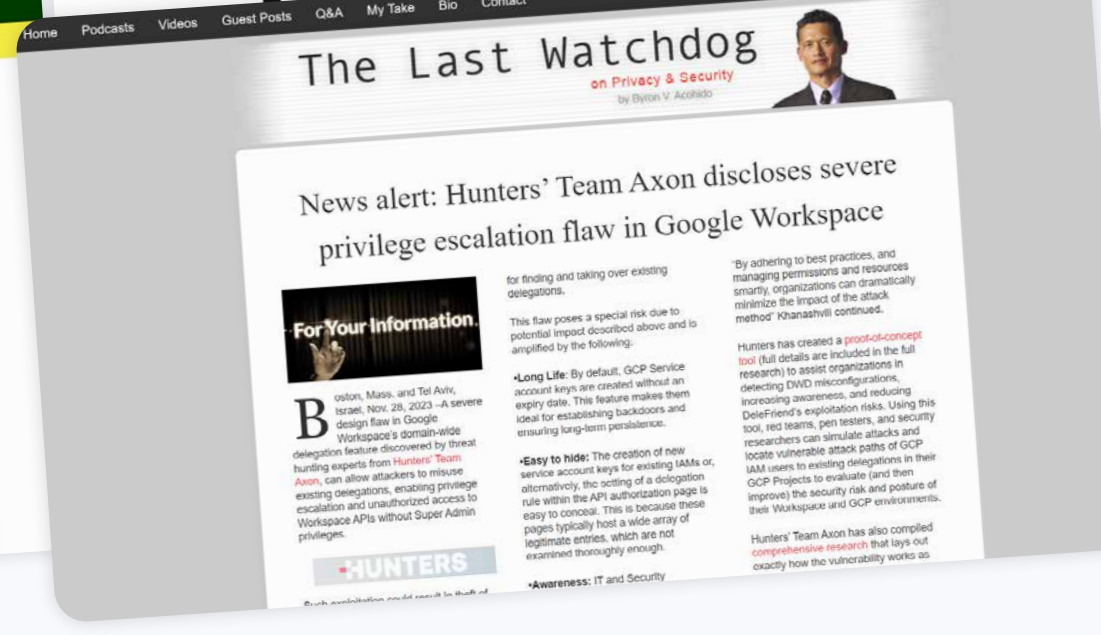 Home Podcasts Videos Guest Posts Q&A My Take Bio Contact
The Last Watchdog
on Privacy & Security
by Byron V. Acohido
News alert: Hunters' Team Axon discloses severe
privilege escalation flaw in Google Workspace
For Your Information.
Boston, Mass. and Tel Aviv,
Israel, Nov. 28, 2023 –A severe
design flaw in Google
Workspace's domain-wide
delegation feature discovered by threat
hunting experts from Hunters' Team
Axon, can allow attackers to misuse
existing delegations, enabling privilege
escalation and unauthorized access to
Workspace APIs without Super Admin
privileges.
HUNTERS
Such exploitation could result in theft of
for finding and taking over existing
delegations.
This flaw poses a special risk due to
potential impact described above and is
amplified by the following:
•Long Life: By default, GCP Service
account keys are created without an
expiry date. This feature makes them
ideal for establishing backdoors and
ensuring long-term persistence.
•Easy to hide: The creation of new
service account keys for existing IAMs or,
alternatively, the setting of a delegation
rule within the API authorization page is
easy to conceal. This is because these
pages typically host a wide array of
legitimate entries, which are not
examined thoroughly enough.
•Awareness: IT and Security
"By adhering to best practices, and
managing permissions and resources
smartly, organizations can dramatically
minimize the impact of the attack
method" Khanashvili continued.
Hunters has created a proof-of-concept
tool (full details are included in the full
research) to assist organizations in
detecting DWD misconfigurations,
increasing awareness, and reducing
DeleFriend's exploitation risks. Using this
tool, red teams, pen testers, and security
researchers can simulate attacks and
locate vulnerable attack paths of GCP
IAM users to existing delegations in their
GCP Projects to evaluate (and then
improve) the security risk and posture of
their Workspace and GCP environments.
Hunters' Team Axon has also compiled
comprehensive research that lays out
exactly how the vulnerability works as